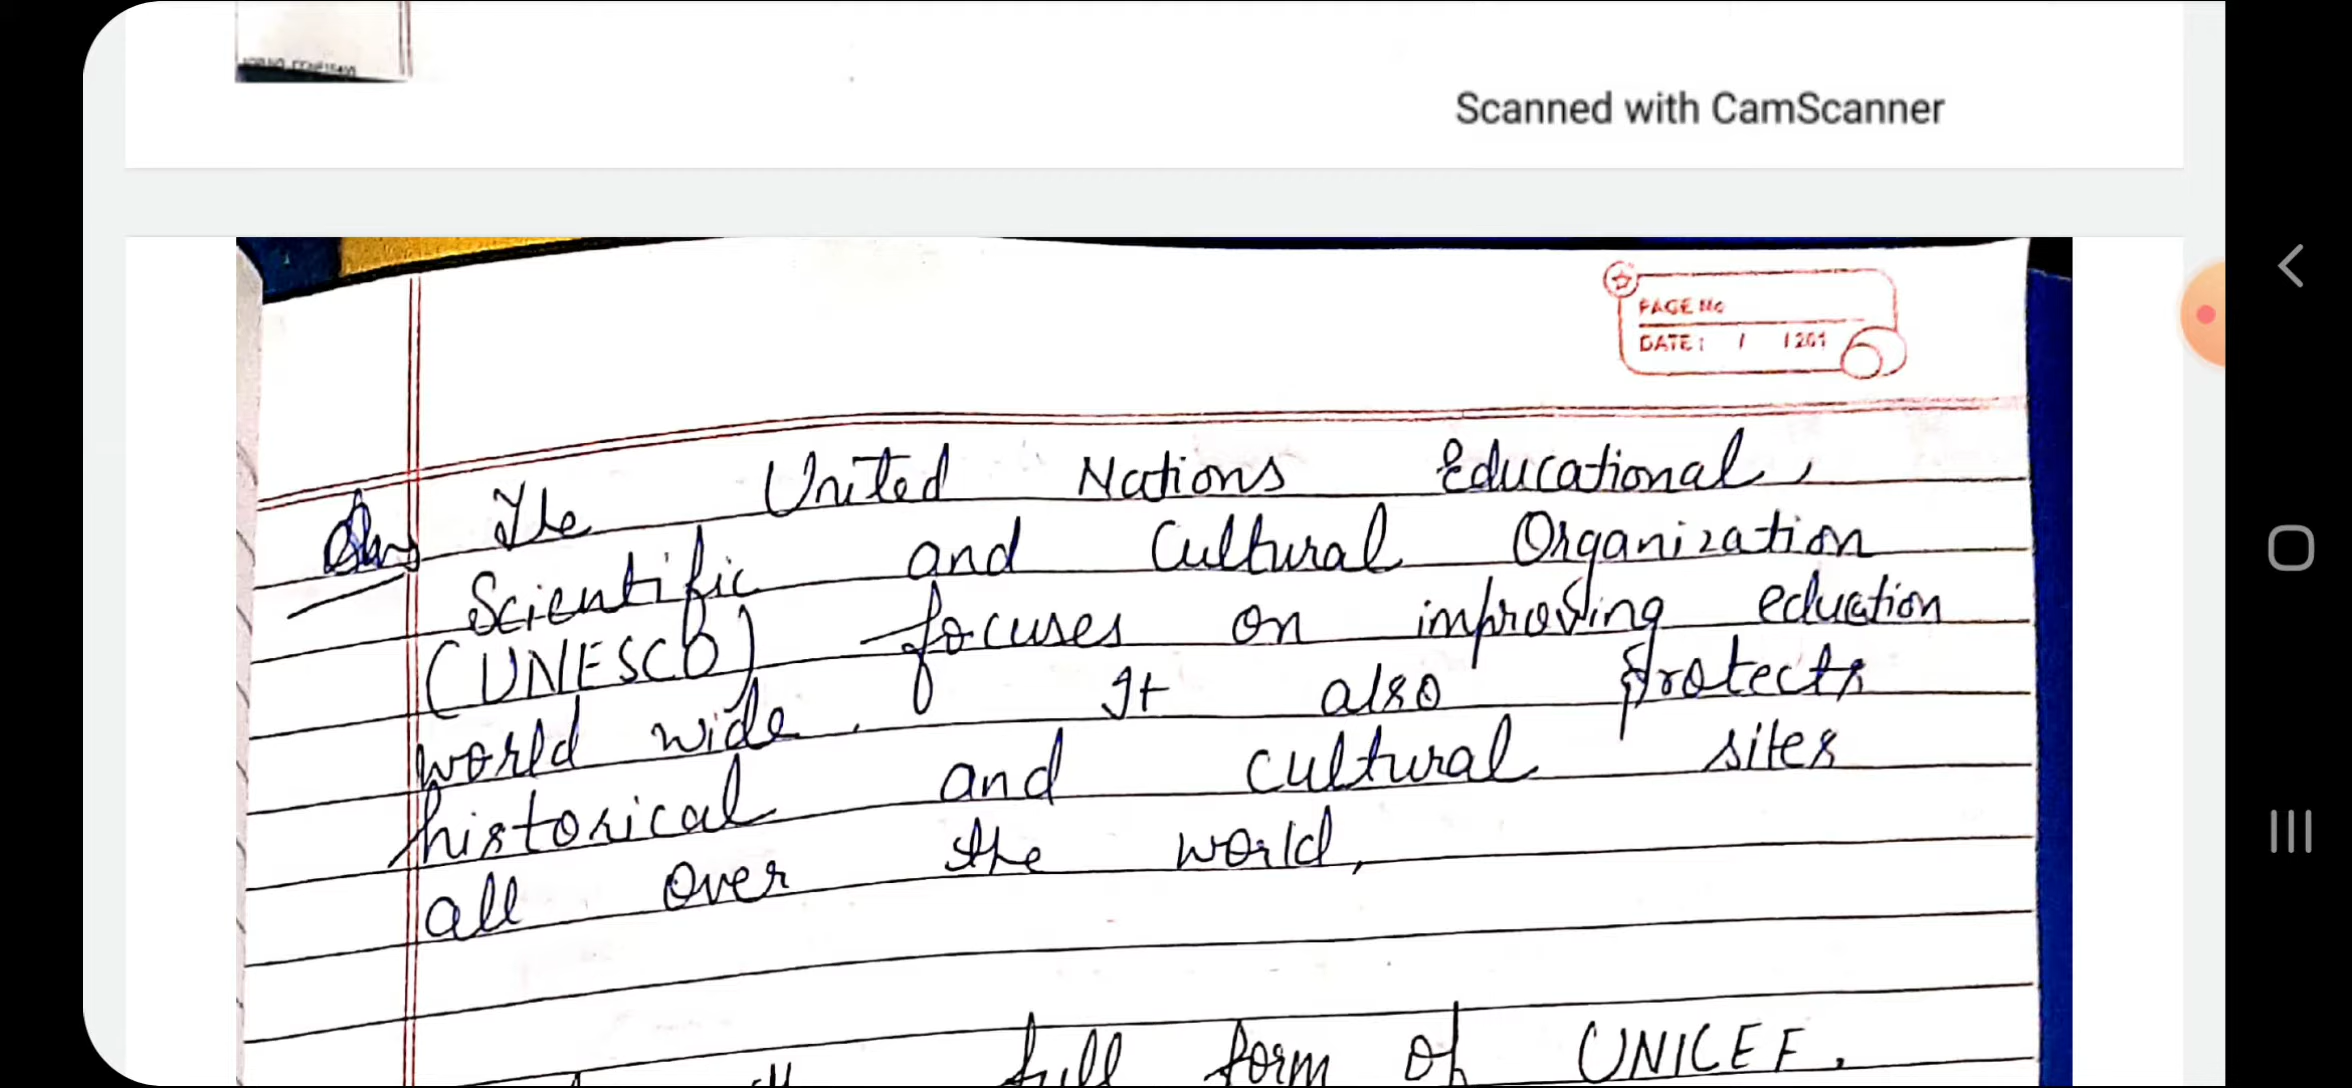 Scanned with CamScanner
PAGE No
DATE: / /201
Ans The United Nations Educational,
Scientific and Cultural Organization
(UNESCO) focuses on improving eduction
world wide. It also protects
historical and cultural sites
all over the world,
full form of UNICEF.